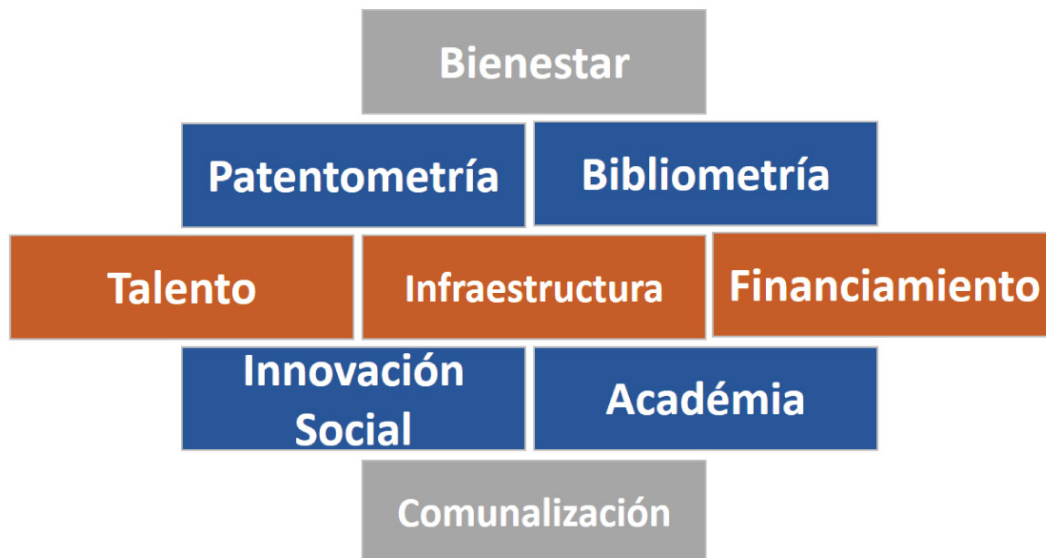 Bienestar
Patentometría
Bibliometría
Talento
Infraestructura
Financiamiento
Innovación
Social
Académia
Comunalización